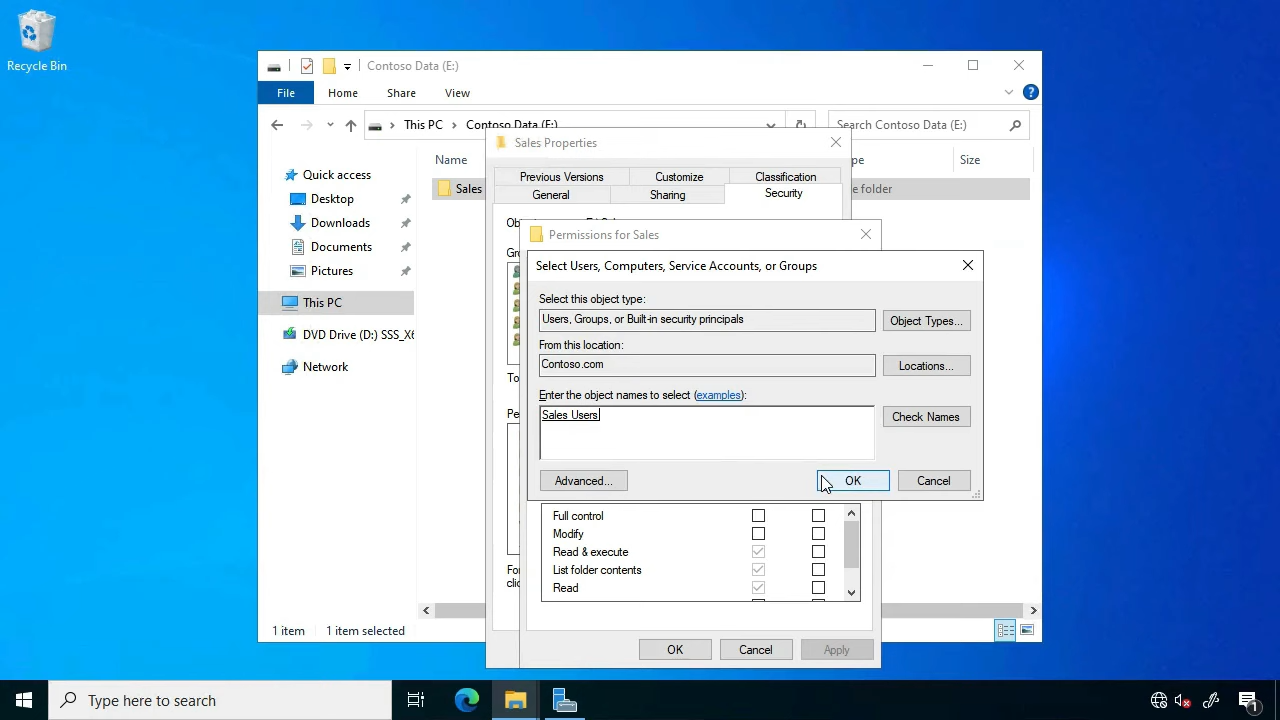 Recycle Bin
Contoso Data (E:)
File Home Share View
This PC > Contoso Data (E:)
Search Contoso Data (E:)
Name
Size
Quick access
Desktop
Downloads
Documents
Pictures
This PC
DVD Drive (D:) SSS_X6
Network
Sales
e folder
Sales Properties
Previous Versions Customize Classification
General Sharing Security
Permissions for Sales
Select Users, Computers, Service Accounts, or Groups
Select this object type:
Users, Groups, or Built-in security principals
Object Types...
From this location:
Contoso.com
Locations...
Enter the object names to select (examples):
Sales Users
Check Names
Advanced... OK Cancel
Full control
Modify
Read & execute
List folder contents
Read
OK Cancel Apply
1 item 1 item selected
Type here to search
1